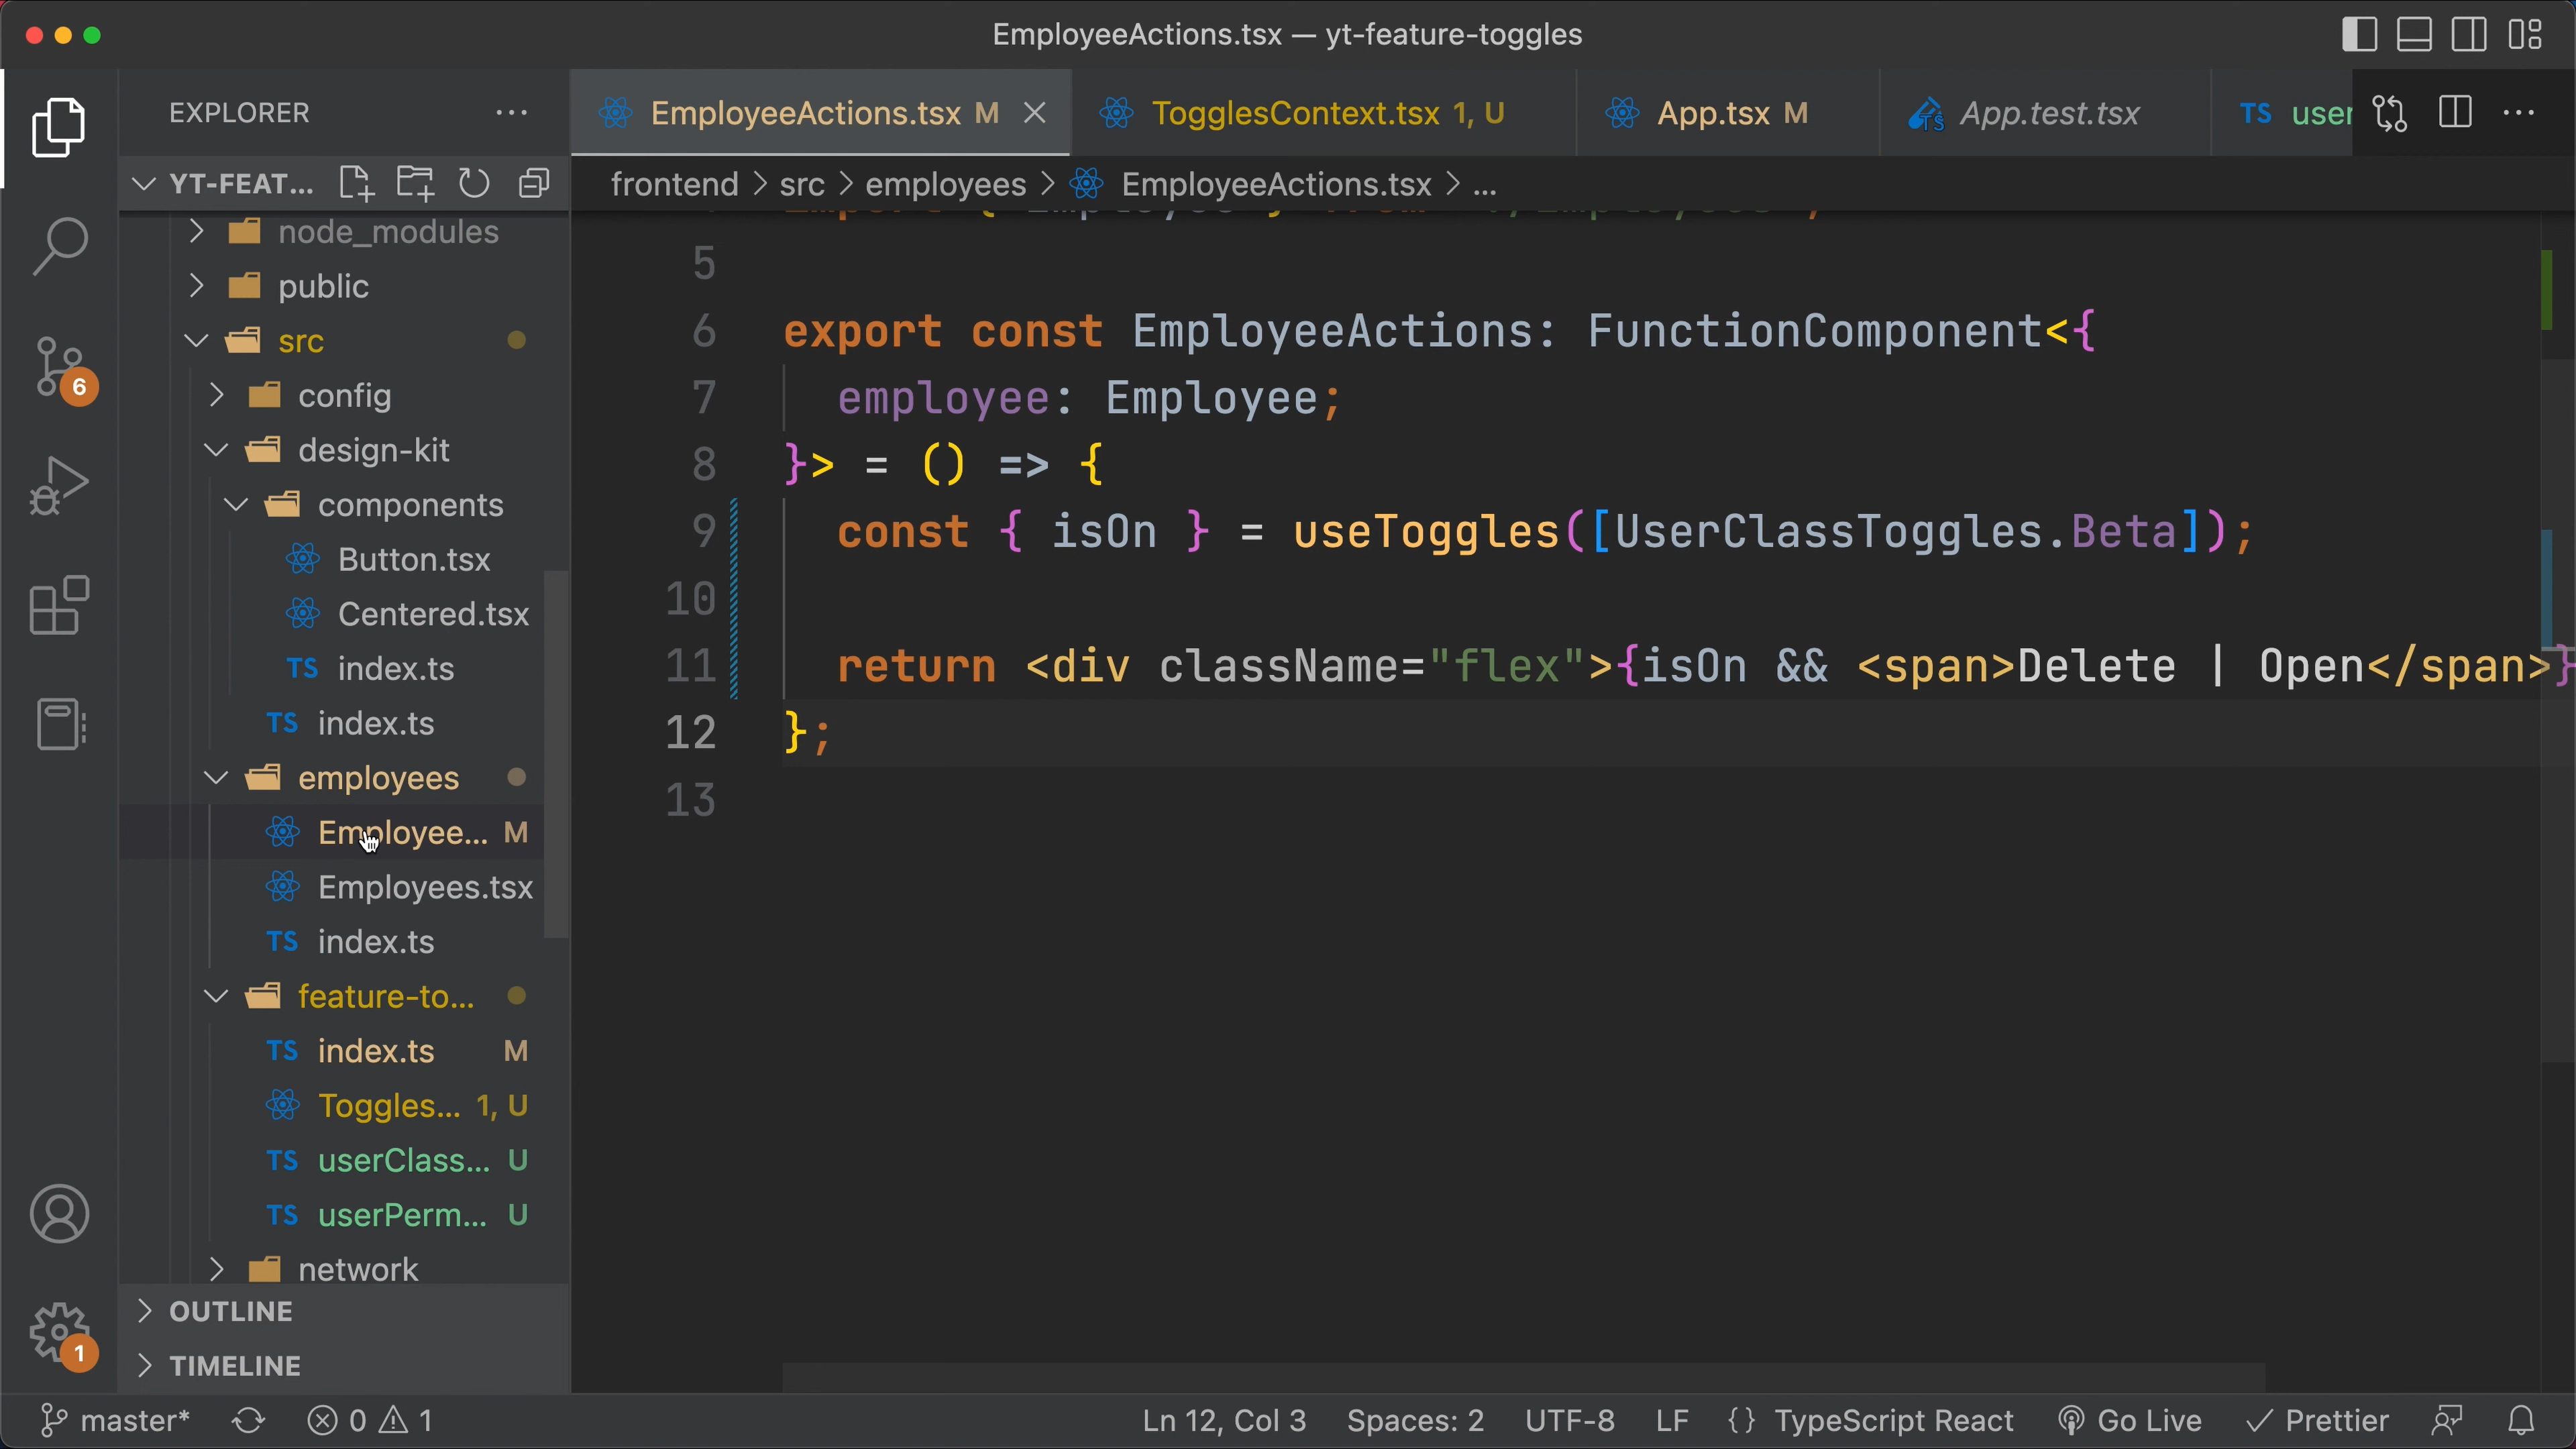 EmployeeActions.tsx — yt-feature-toggles
EXPLORER
EmployeeActions.tsx M
TogglesContext.tsx 1, U
App.tsx M
App.test.tsx
TS user
YT-FEAT...
frontend > src > employees > EmployeeActions.tsx > ...
node_modules
public
src
config
design-kit
components
Button.tsx
Centered.tsx
TS index.ts
TS index.ts
employees
Employee... M
Employees.tsx
TS index.ts
feature-to...
TS index.ts M
Toggles... 1, U
TS userClass... U
TS userPerm... U
network
OUTLINE
TIMELINE
6
1
5
6 export const EmployeeActions: FunctionComponent<{
7 employee: Employee;
8 }> = () => {
9 const { isOn } = useToggles([UserClassToggles.Beta]);
10
11 return <div className="flex">{isOn && <span>Delete | Open</span>}
12 };
13
master* 0 1 Ln 12, Col 3 Spaces: 2 UTF-8 LF {} TypeScript React Go Live Prettier